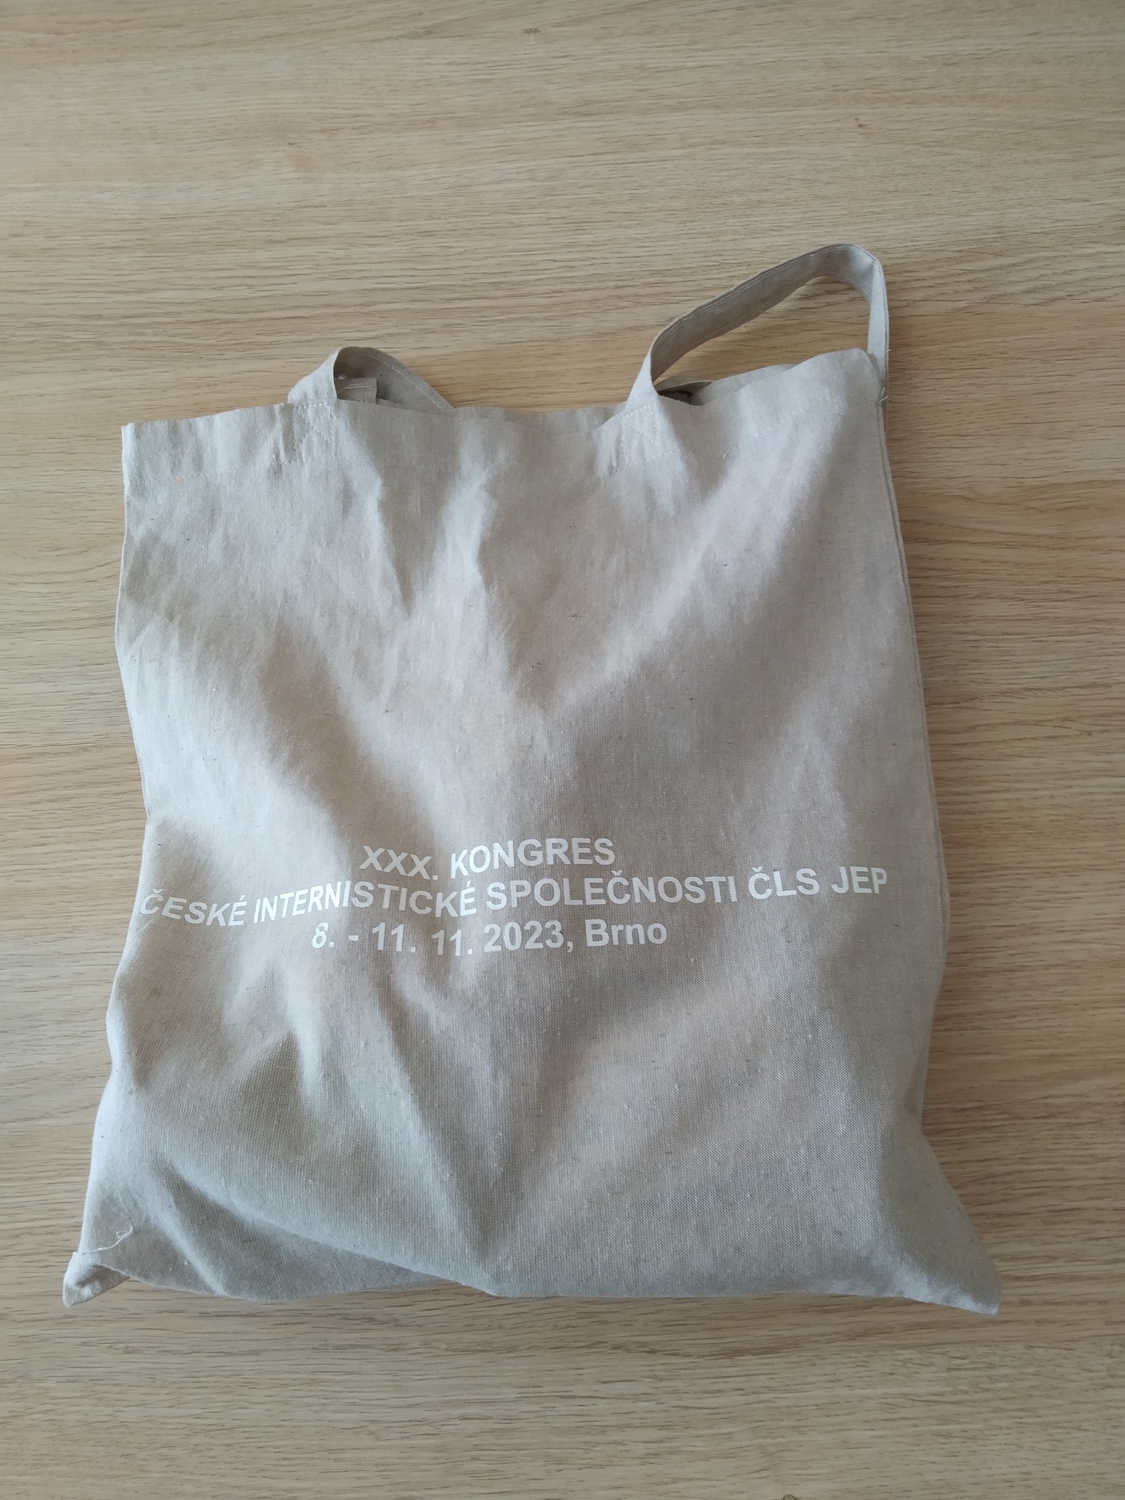 XXX. KONGRES
ČESKÉ INTERNISTICKÉ SPOLEČNOSTI ČLS JEP
8. - 11. 11. 2023, Brno